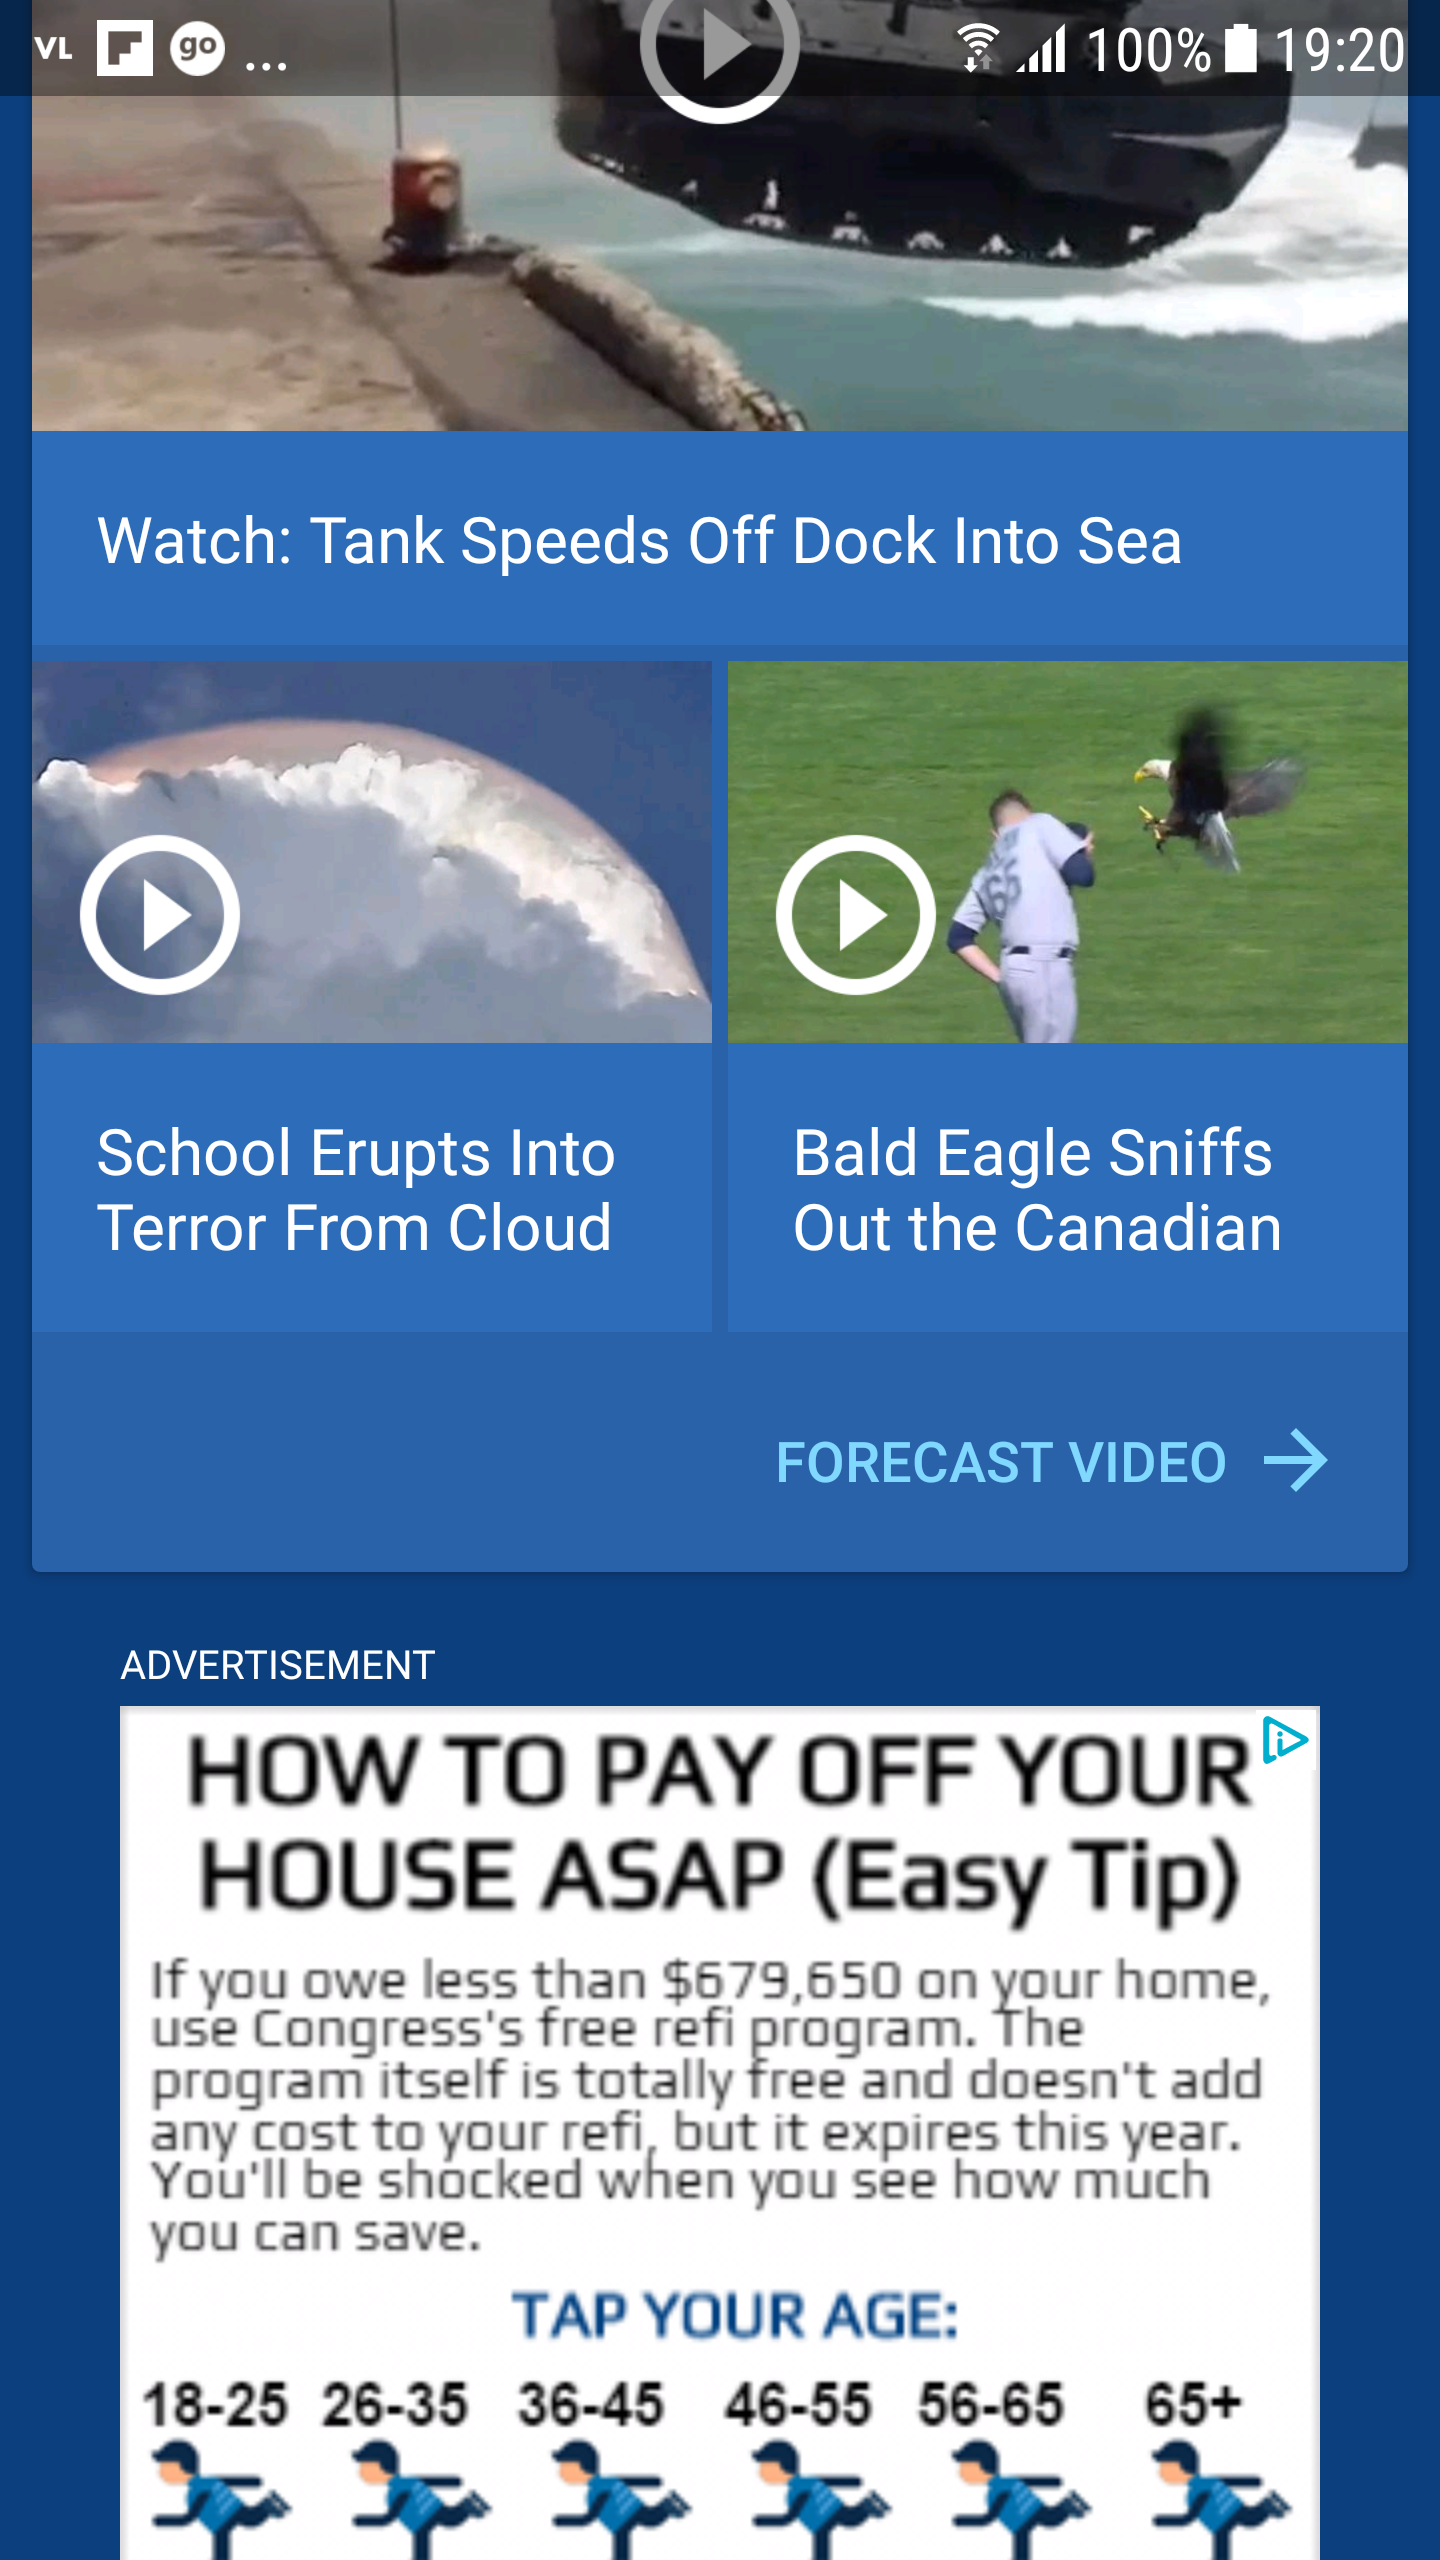 VL go ... 100% 19:20
Watch: Tank Speeds Off Dock Into Sea
66
School Erupts Into
Terror From Cloud
Bald Eagle Sniffs
Out the Canadian
FORECAST VIDEO
ADVERTISEMENT
HOW TO PAY OFF YOUR
HOUSE ASAP (Easy Tip)
If you owe less than $679,650 on your home,
use Congress's free refi program. The
program itself is totally free and doesn't add
any cost to your refi, but it expires this year.
You'll be shocked when you see how much
you can save.
TAP YOUR AGE:
18-25 26-35 36-45 46-55 56-65 65+